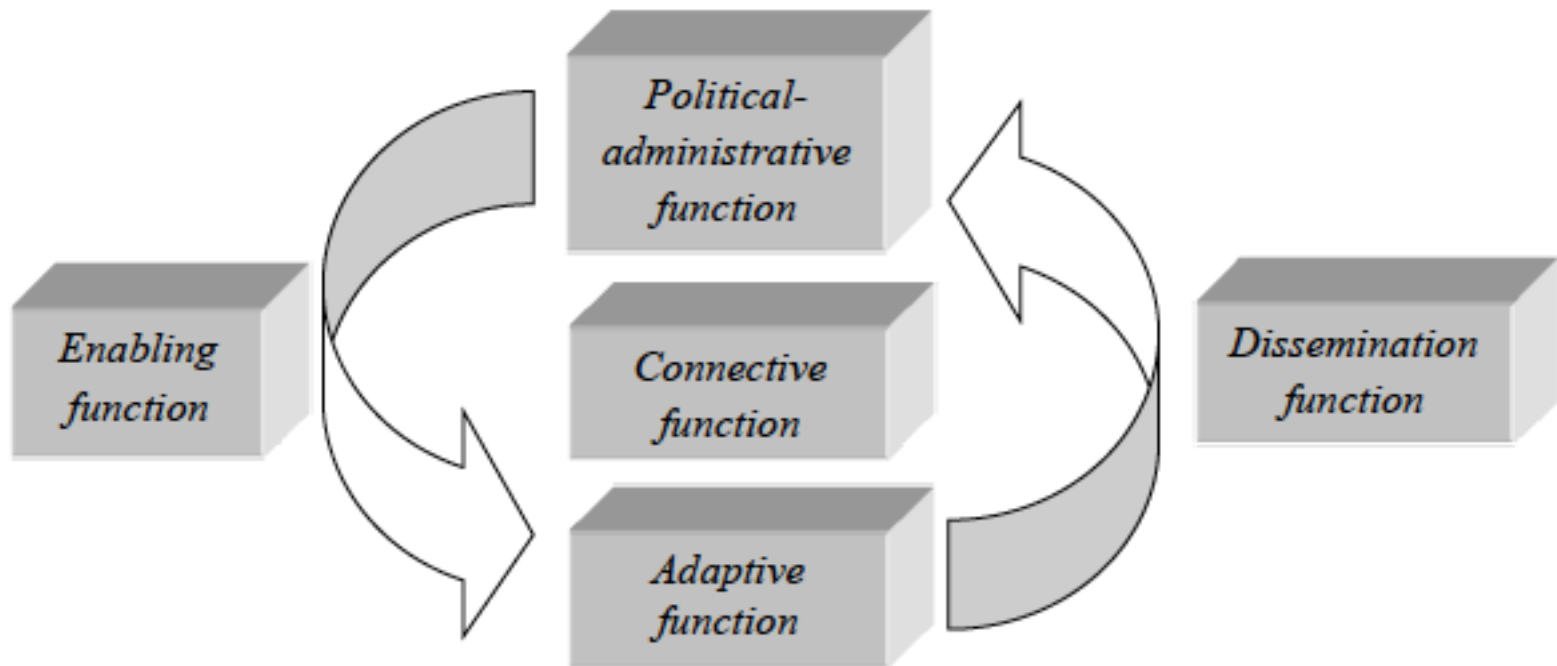 Political-
administrative
function
Enabling
function
Connective
function
Dissemination
function
Adaptive
function